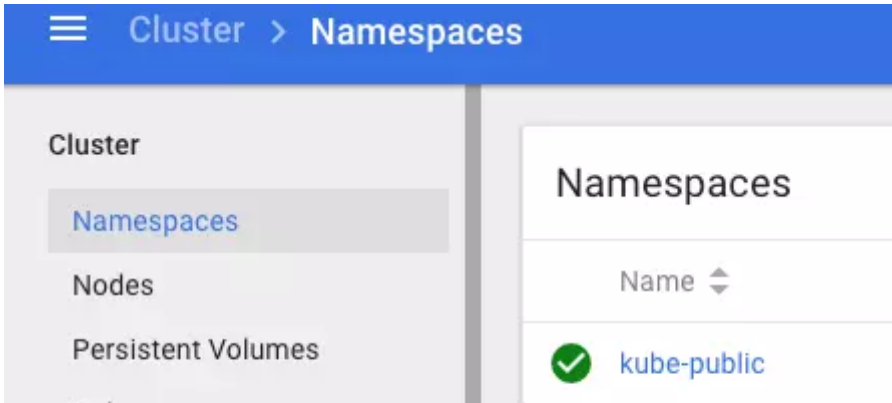 Cluster > Namespaces
Cluster
Namespaces
Nodes
Persistent Volumes
Namespaces
Name
kube-public